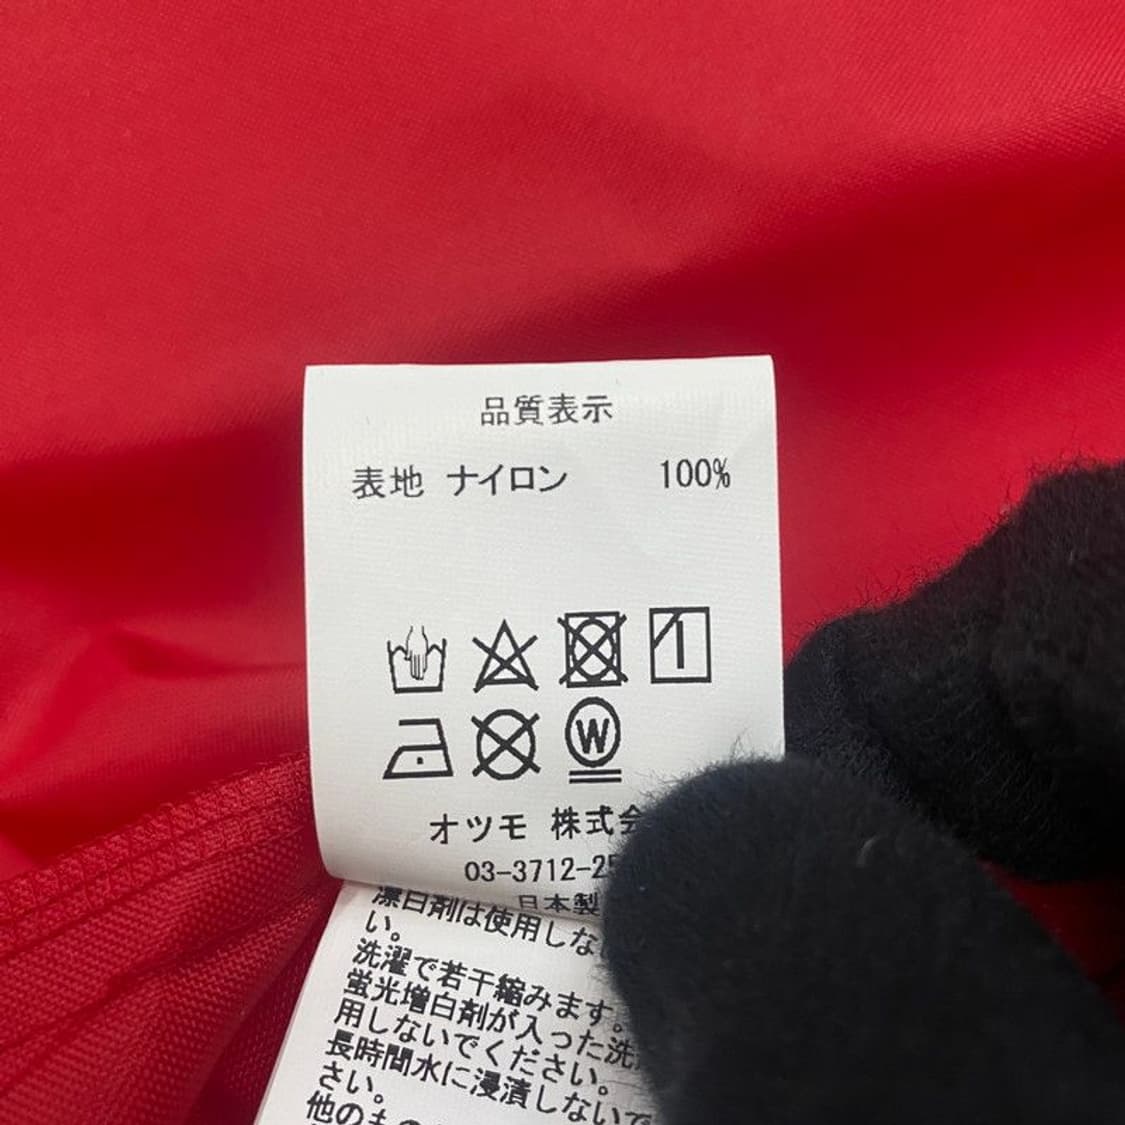 品質表示
表地 ナイロン 100%
W
オツモ 株式会
03-3712-25
日本製
漂白剤は使用しな
い。
洗濯で若干縮みます。
蛍光増白剤が入った洗
用しないでください。
長時間水に浸漬しないで
さい。
他のもの